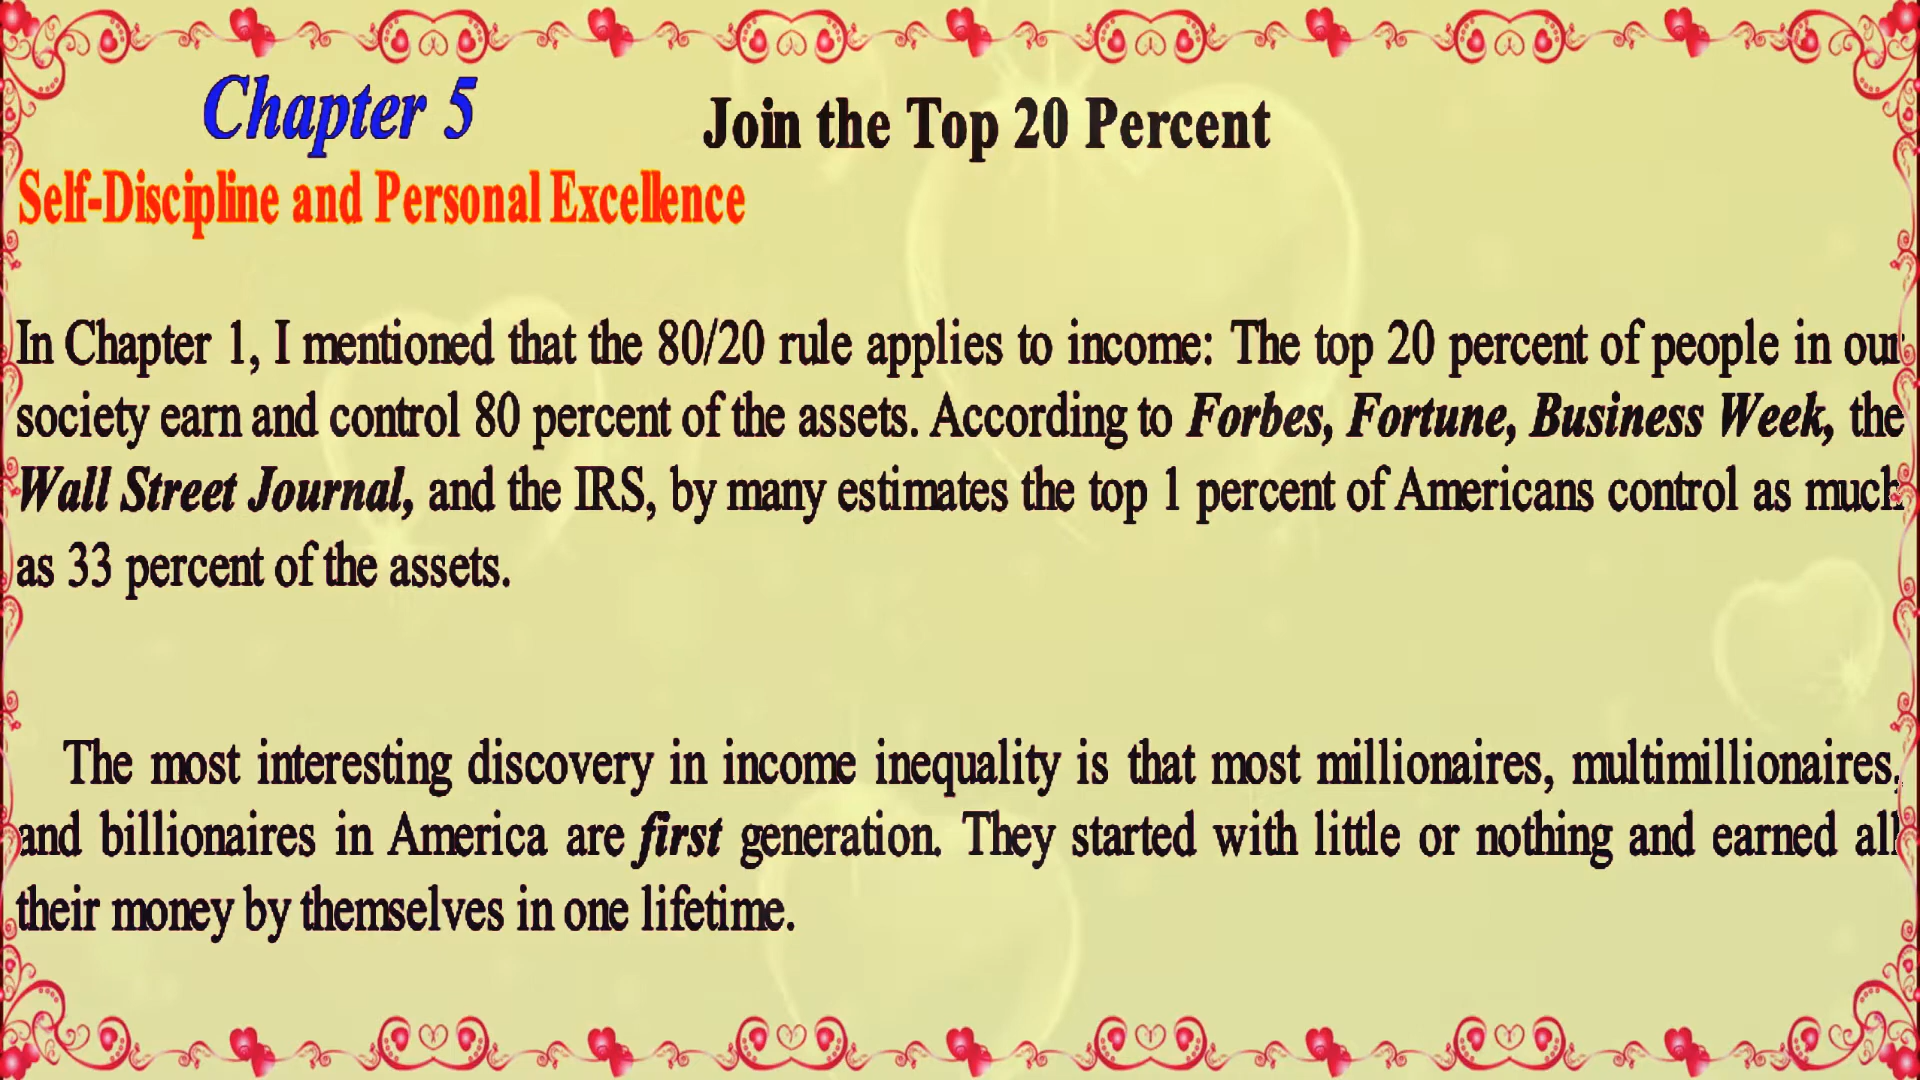 Chapter 5
Join the Top 20 Percent
Self-Discipline and Personal Excellence
In Chapter 1, I mentioned that the 80/20 rule applies to income: The top 20 percent of people in our
society earn and control 80 percent of the assets. According to Forbes, Fortune, Business Week, the
Wall Street Journal, and the IRS, by many estimates the top 1 percent of Americans control as much
as 33 percent of the assets.
The most interesting discovery in income inequality is that most millionaires, multimillionaires,
and billionaires in America are first generation. They started with little or nothing and earned all
their money by themselves in one lifetime.